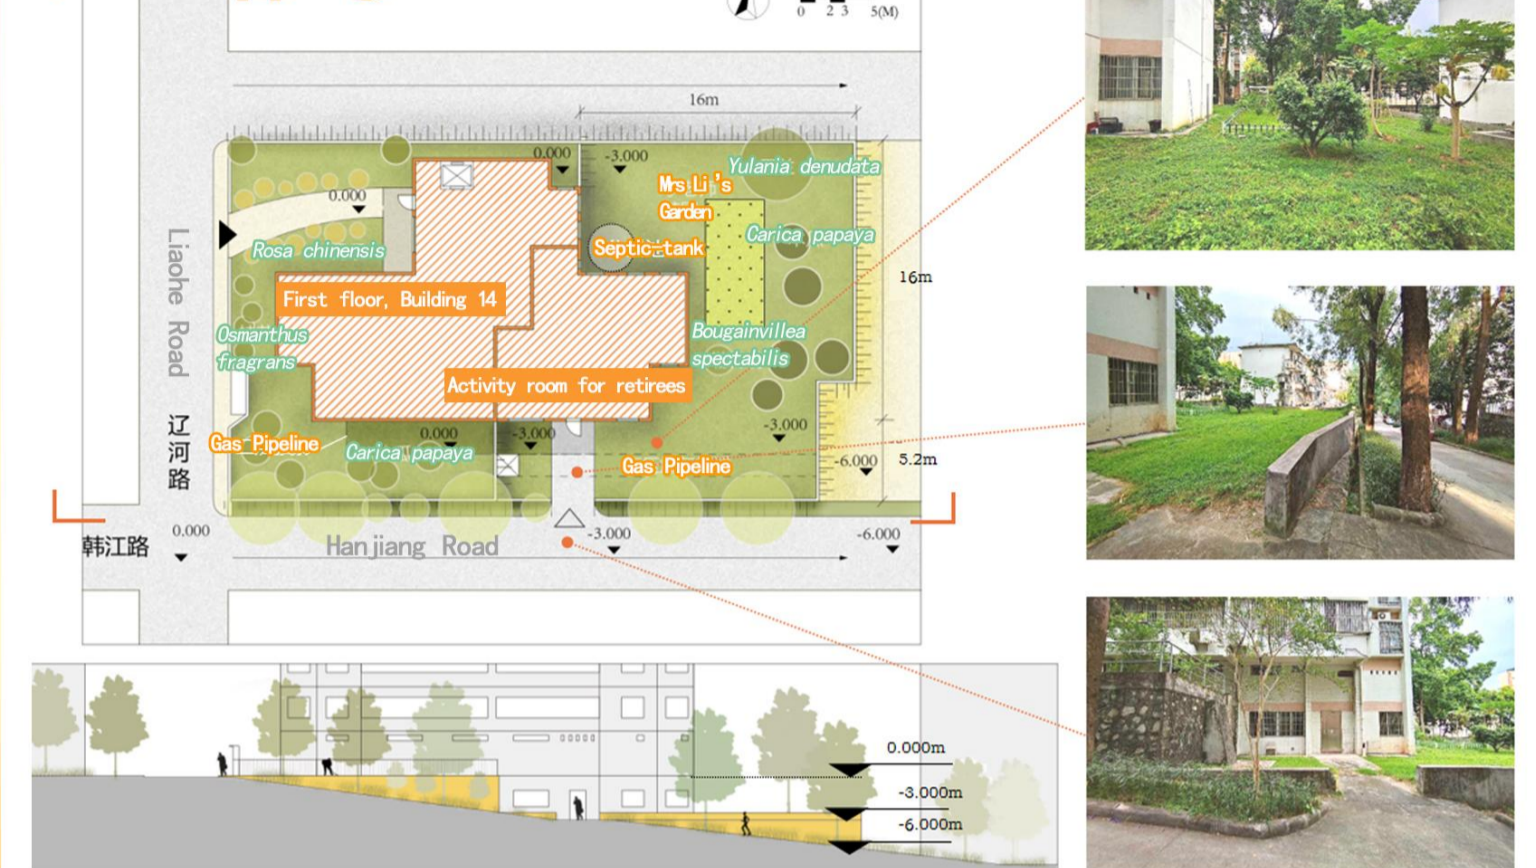 0 2 3 5(M)
16m
0.000
-3.000
Yulania denudata
Mrs Li's
Garden
0.000
Carica papaya
Rosa chinensis
Septic tank
Liaohe Road
16m
First floor, Building 14
Osmanthus
fragrans
Bougainvillea
spectabilis
Activity room for retirees
辽河路
Gas Pipeline
0.000
Carica papaya
-3.000
-3.000
Gas Pipeline
-6.000
5.2m
韩江路
0.000
Hanjiang Road
-3.000
-6.000
0.000m
-3.000m
-6.000m